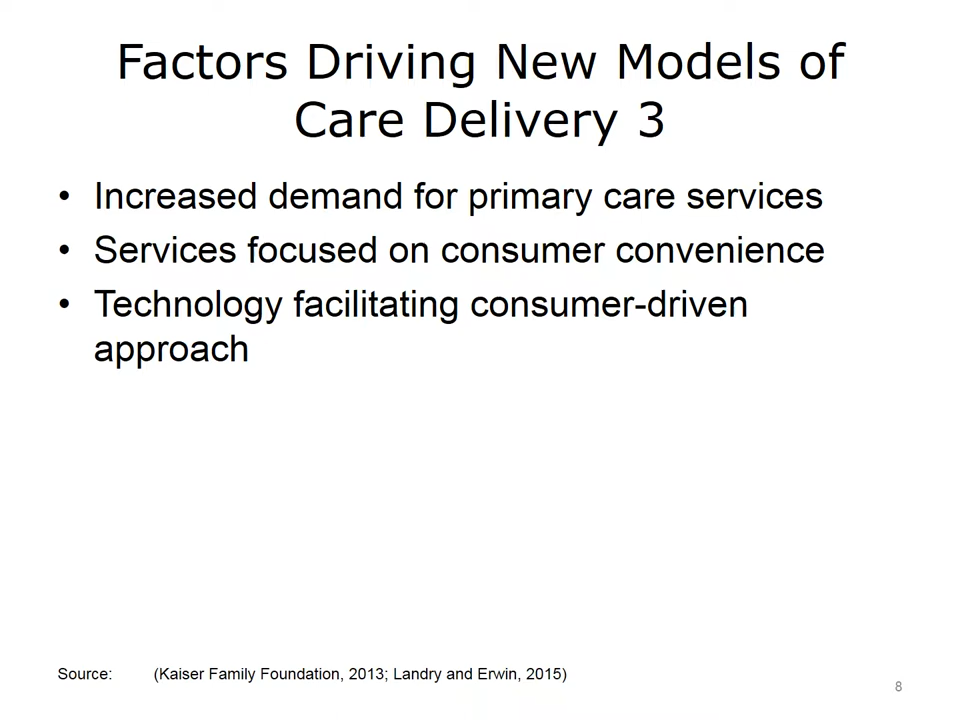 Factors Driving New Models of
Care Delivery 3
• Increased demand for primary care services
• Services focused on consumer convenience
• Technology facilitating consumer-driven
approach
Source: (Kaiser Family Foundation, 2013; Landry and Erwin, 2015)
8